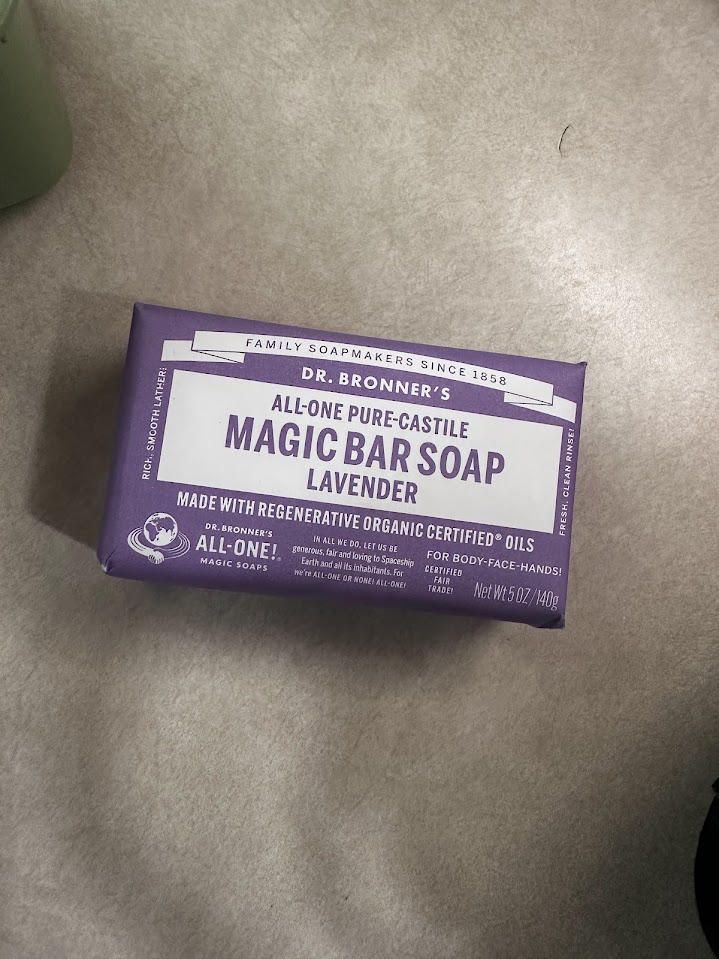 FAMILY SOAPMAKERS SINCE 1858
DR. BRONNER'S
ALL-ONE PURE-CASTILE
MAGIC BAR SOAP
LAVENDER
MADE WITH REGENERATIVE ORGANIC CERTIFIED® OILS
RICH, SMOOTH LATHER!
FRESH, CLEAN RINSE!
DR. BRONNER'S
ALL-ONE!®
MAGIC SOAPS
IN ALL WE DO, LET US BE
generous, fair and loving to Spaceship
Earth and all its inhabitants. For
we're ALL-ONE OR NONE! ALL-ONE!
FOR BODY-FACE-HANDS!
CERTIFIED
FAIR
TRADE!
Net Wt 5 OZ/140g